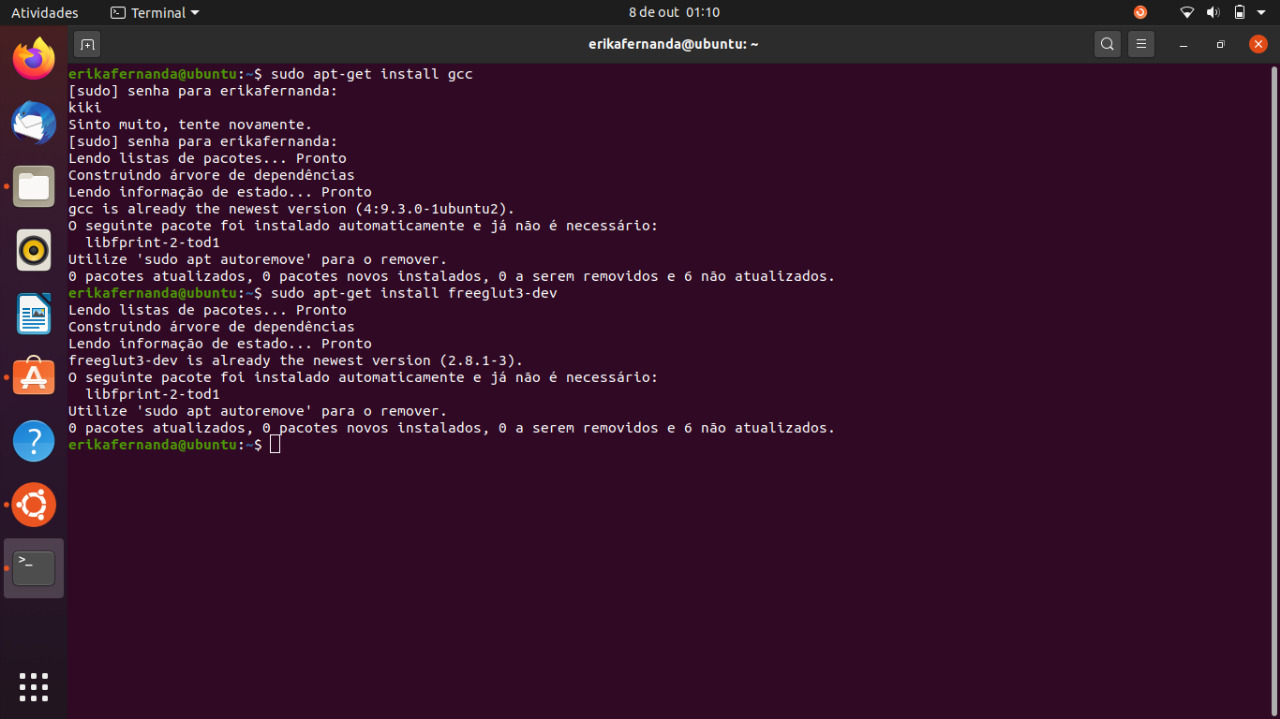 Atividades
Terminal
8 de out 01:10
erikafernanda@ubuntu: ~
erikafernanda@ubuntu:~$ sudo apt-get install gcc
[sudo] senha para erikafernanda:
kiki
Sinto muito, tente novamente.
[sudo] senha para erikafernanda:
Lendo listas de pacotes... Pronto
Construindo árvore de dependências
Lendo informação de estado... Pronto
gcc is already the newest version (4:9.3.0-1ubuntu2).
O seguinte pacote foi instalado automaticamente e já não é necessário:
  libfprint-2-tod1
Utilize 'sudo apt autoremove' para o remover.
0 pacotes atualizados, 0 pacotes novos instalados, 0 a serem removidos e 6 não atualizados.
erikafernanda@ubuntu:~$ sudo apt-get install freeglut3-dev
Lendo listas de pacotes... Pronto
Construindo árvore de dependências
Lendo informação de estado... Pronto
freeglut3-dev is already the newest version (2.8.1-3).
O seguinte pacote foi instalado automaticamente e já não é necessário:
  libfprint-2-tod1
Utilize 'sudo apt autoremove' para o remover.
0 pacotes atualizados, 0 pacotes novos instalados, 0 a serem removidos e 6 não atualizados.
erikafernanda@ubuntu:~$